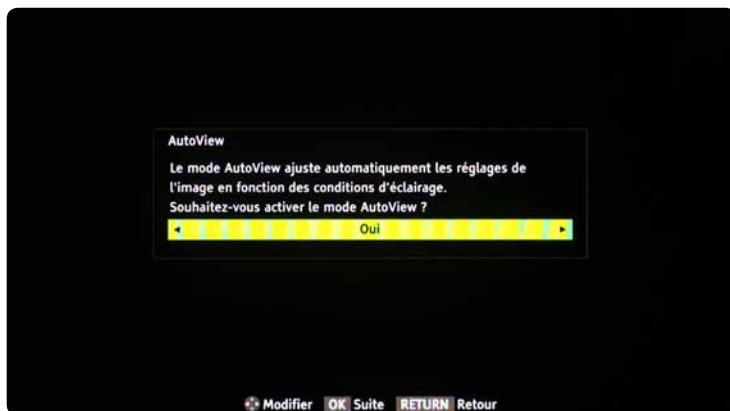 AutoView
Le mode AutoView ajuste automatiquement les réglages de
l'image en fonction des conditions d'éclairage.
Souhaitez-vous activer le mode AutoView ?
Oui
Modifier OK Suite RETURN Retour